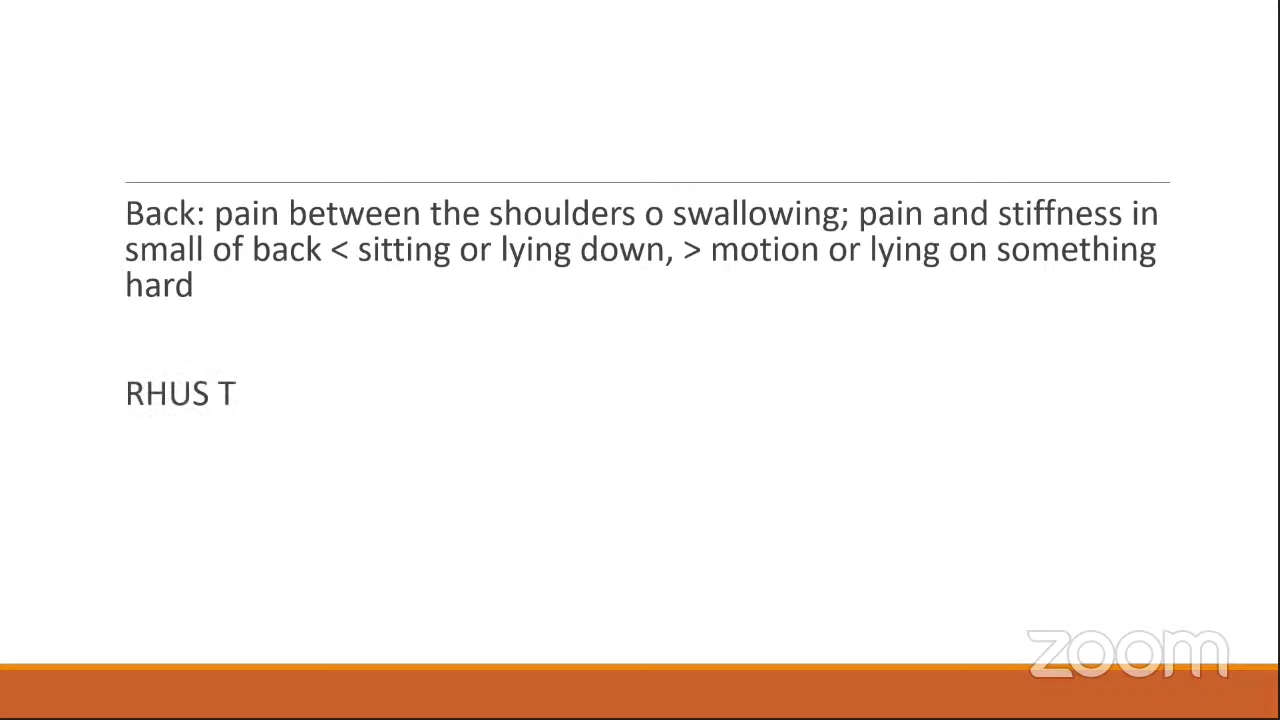 Back: pain between the shoulders o swallowing; pain and stiffness in
small of back < sitting or lying down, > motion or lying on something
hard
RHUS T
zoom